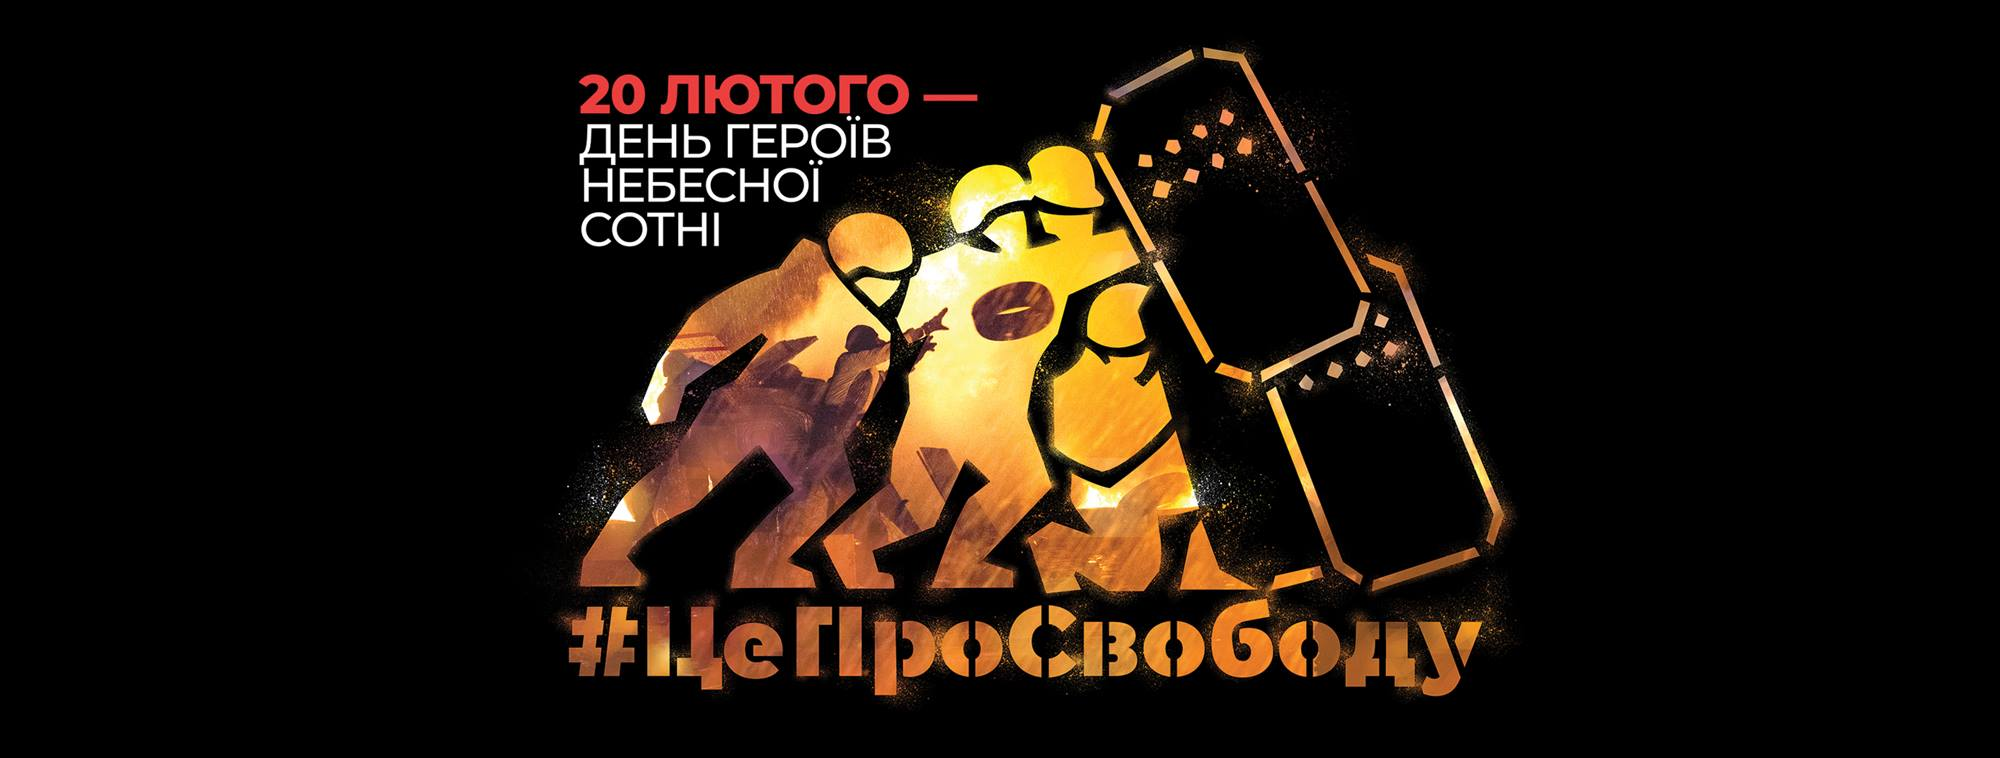 20 ЛЮТОГО —
ДЕНЬ ГЕРОЇВ
НЕБЕСНОЇ
СОТНІ
#ЦеПроСвободу